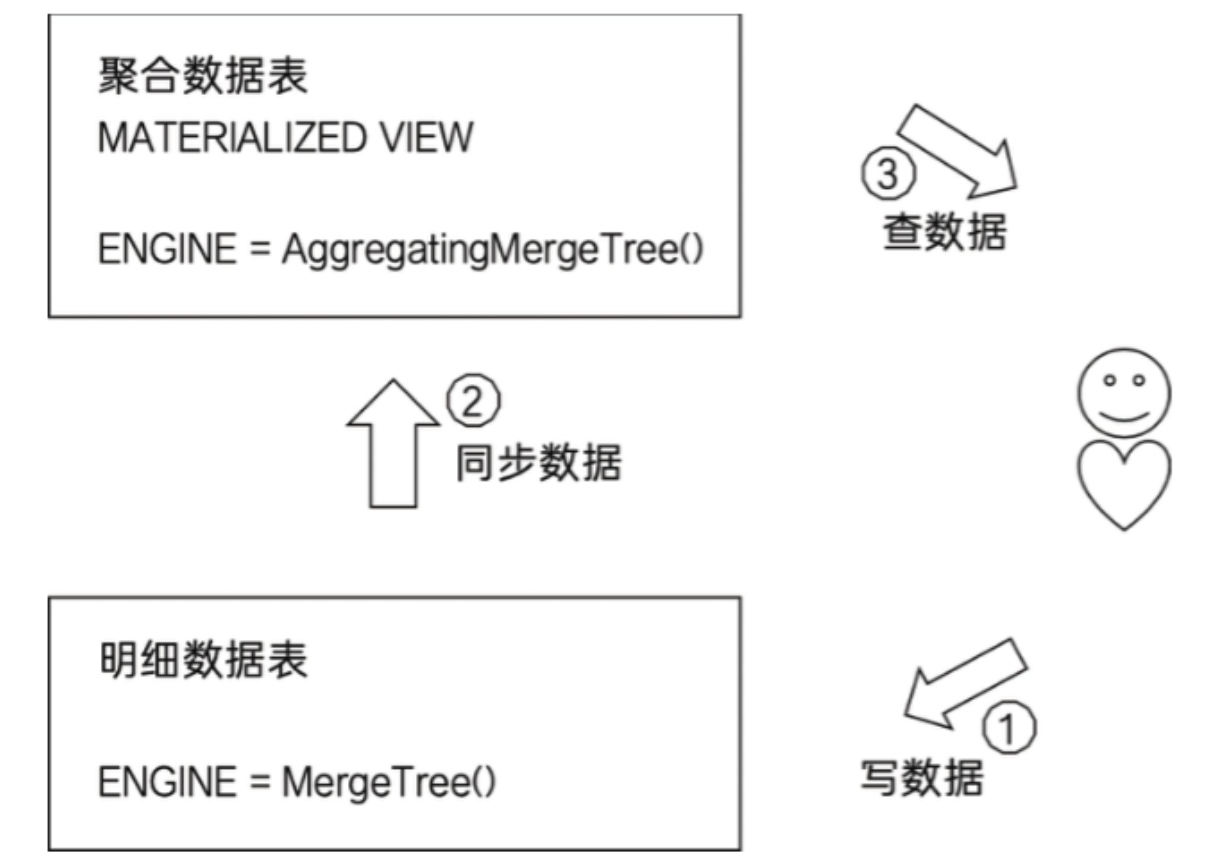 聚合数据表
MATERIALIZED VIEW
ENGINE = AggregatingMergeTree()
③
查数据
②
同步数据
明细数据表
ENGINE = MergeTree()
①
写数据